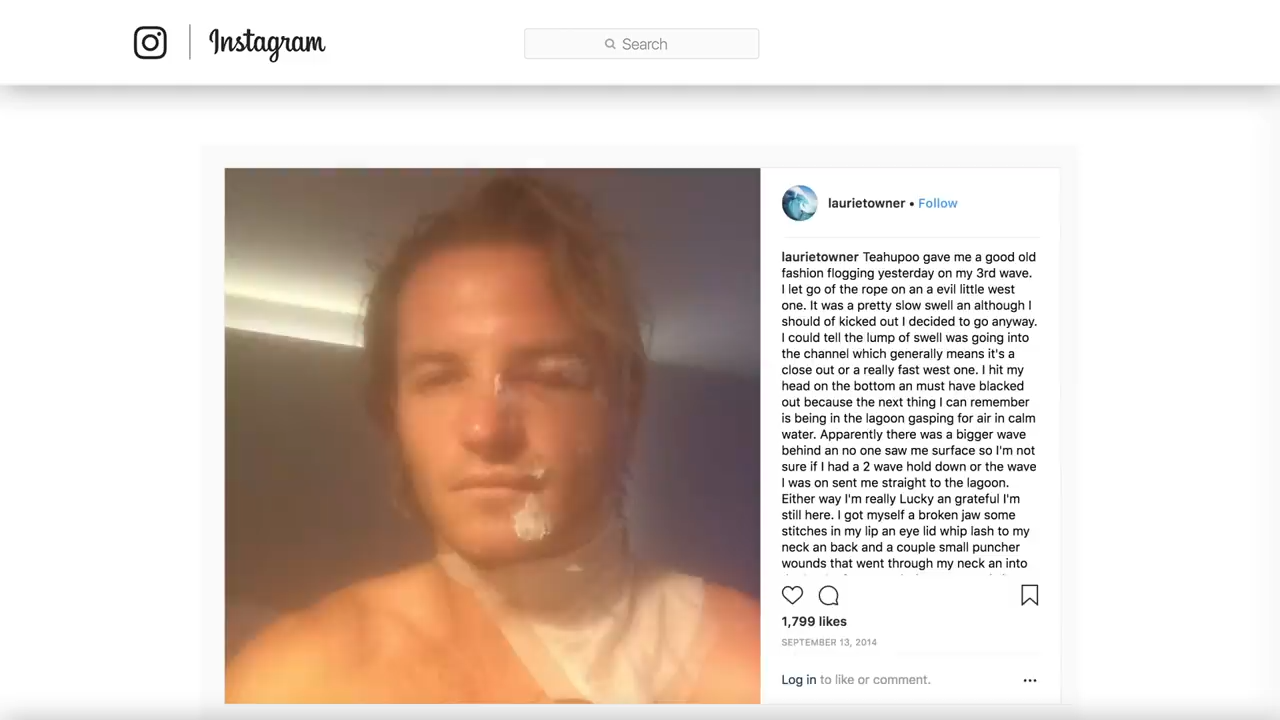 Instagram
Search
laurietowner • Follow
laurietowner Teahupoo gave me a good old
fashion flogging yesterday on my 3rd wave.
I let go of the rope on an a evil little west
one. It was a pretty slow swell an although I
should of kicked out I decided to go anyway.
I could tell the lump of swell was going into
the channel which generally means it's a
close out or a really fast west one. I hit my
head on the bottom an must have blacked
out because the next thing I can remember
is being in the lagoon gasping for air in calm
water. Apparently there was a bigger wave
behind an no one saw me surface so I'm not
sure if I had a 2 wave hold down or the wave
I was on sent me straight to the lagoon.
Either way I'm really Lucky an grateful I'm
still here. I got myself a broken jaw some
stitches in my lip an eye lid whip lash to my
neck an back and a couple small puncher
wounds that went through my neck an into
1,799 likes
SEPTEMBER 13, 2014
Log in to like or comment.